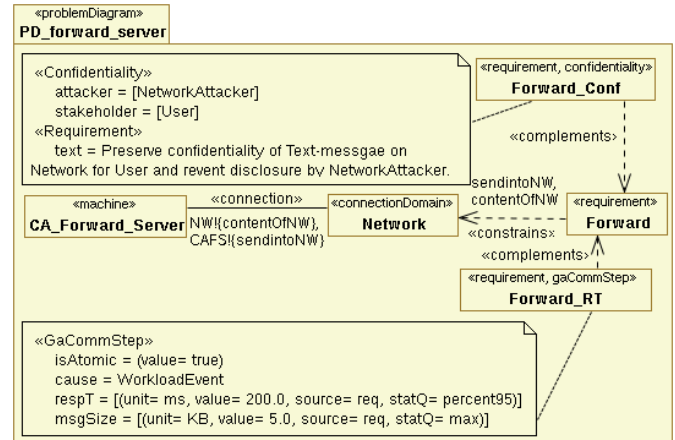 «problemDiagram»
PD_forward_server
«Confidentiality»
attacker = [NetworkAttacker]
stakeholder = [User]
«Requirement»
text = Preserve confidentiality of Text-messgae on
Network for User and revent disclosure by NetworkAttacker.
«requirement, confidentiality»
Forward_Conf
«complements»
«machine»
CA_Forward_Server
«connection»
NW!{contentOfNW},
CAFS!{sendintoNW}
«connectionDomain»
Network
sendintoNW,
contentOfNW
«constrains»
«requirement»
Forward
«complements»
«requirement, gaCommStep»
Forward_RT
«GaCommStep»
isAtomic = (value= true)
cause = WorkloadEvent
respT = [(unit= ms, value= 200.0, source= req, statQ= percent95)]
msgSize = [(unit= KB, value= 5.0, source= req, statQ= max)]